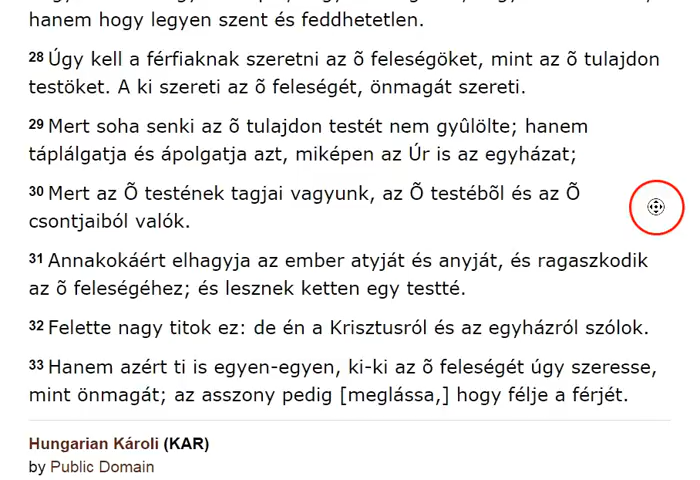 hanem hogy legyen szent és feddhetetlen.
28 Úgy kell a férfiaknak szeretni az õ feleségöket, mint az õ tulajdon
testöket. A ki szereti az õ feleségét, önmagát szereti.
29 Mert soha senki az õ tulajdon testét nem gyûlölte; hanem
táplálgatja és ápolgatja azt, miképen az Úr is az egyházat;
30 Mert az Õ testének tagjai vagyunk, az Õ testébõl és az Õ
csontjaiból valók.
31 Annakokáért elhagyja az ember atyját és anyját, és ragaszkodik
az õ feleségéhez; és lesznek ketten egy testté.
32 Felette nagy titok ez: de én a Krisztusról és az egyházról szólok.
33 Hanem azért ti is egyen-egyen, ki-ki az õ feleségét úgy szeresse,
mint önmagát; az asszony pedig [meglássa,] hogy félje a férjét.
Hungarian Károli (KAR)
by Public Domain